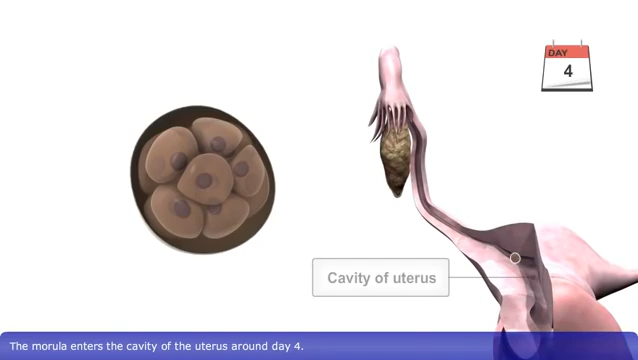 DAY
4
Cavity of uterus
The morula enters the cavity of the uterus around day 4.